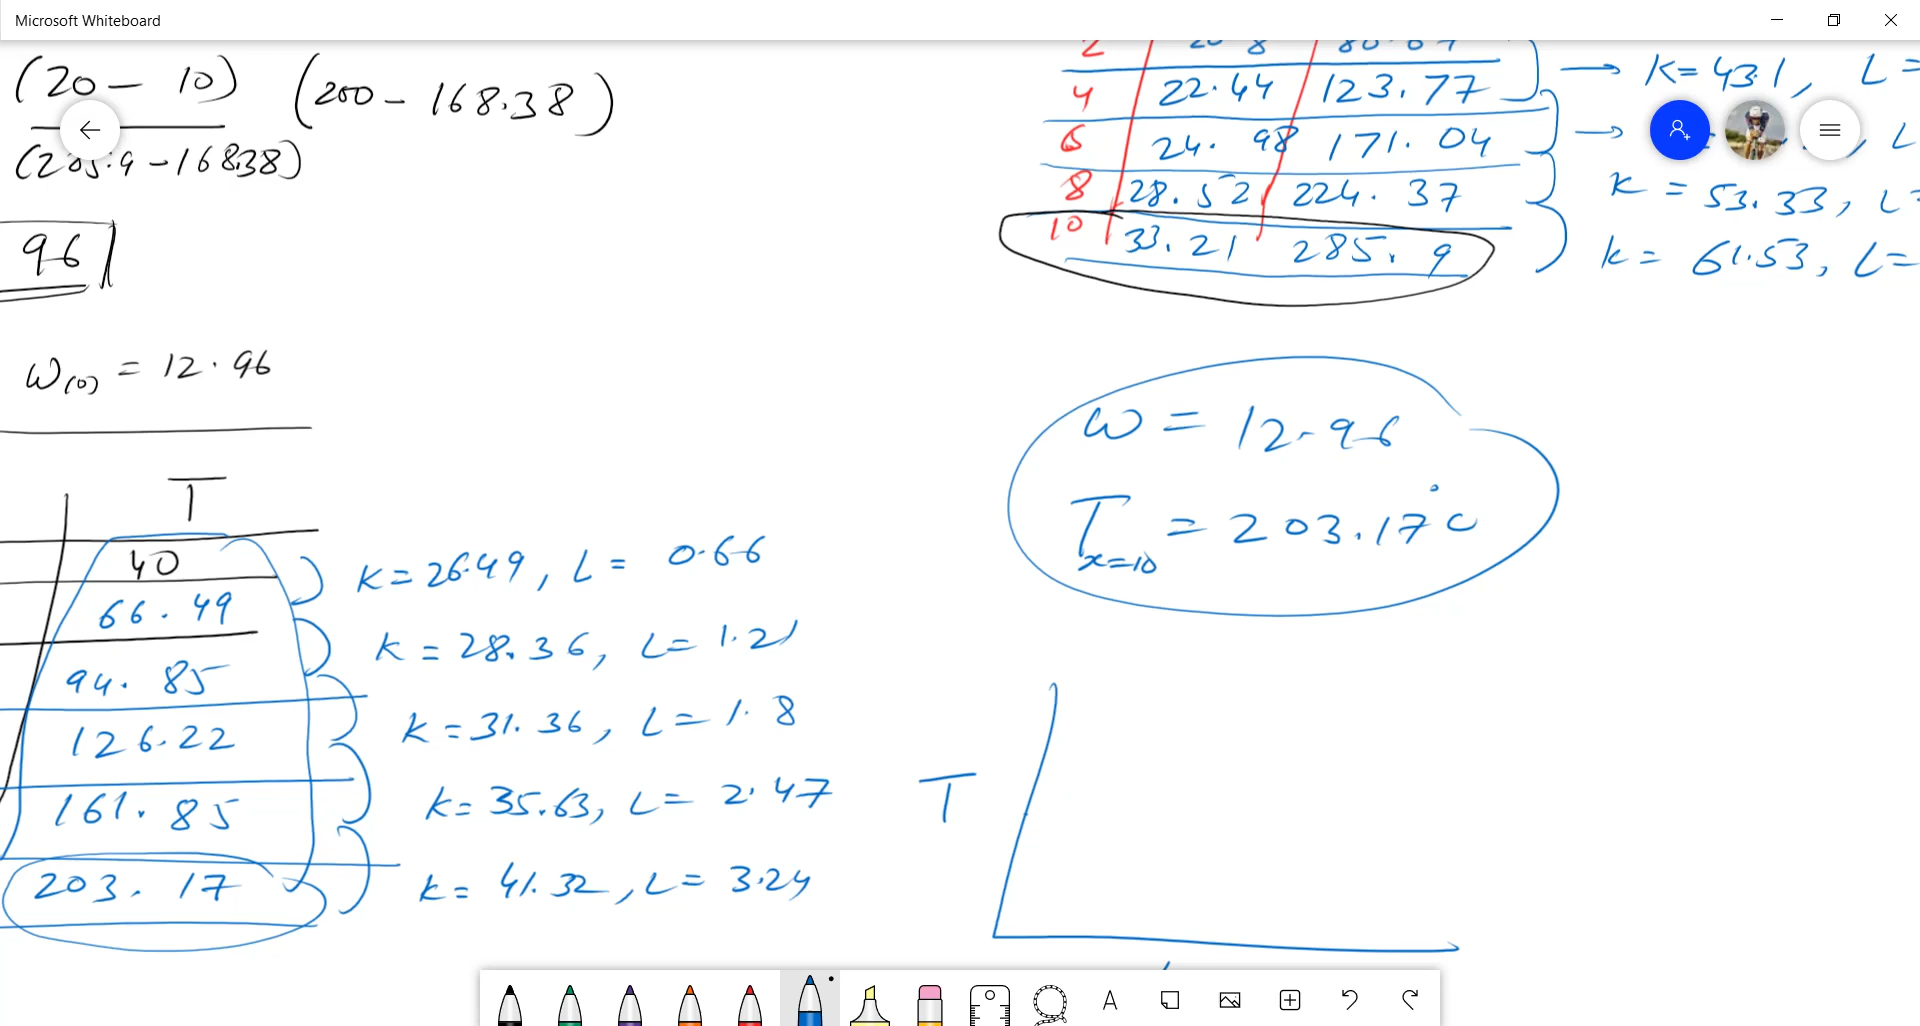 Microsoft Whiteboard
(20 - 10) (200 - 168.38)
(205.9 - 168.38)
96
w(0) = 12.96
T
40
66.49
94.85
126.22
161.85
203.17
K = 26.49, L = 0.66
K = 28.36, L = 1.21
K = 31.36, L = 1.8
K = 35.63, L = 2.47
K = 41.32, L = 3.24
4 22.44 123.77
6 24.98 171.04
8 28.52 224.37
10 33.21 285.9
K = 43.1, L =
L
K = 53.33, L =
K = 61.53, L =
w = 12.96
T x=10 = 203.17°C
T